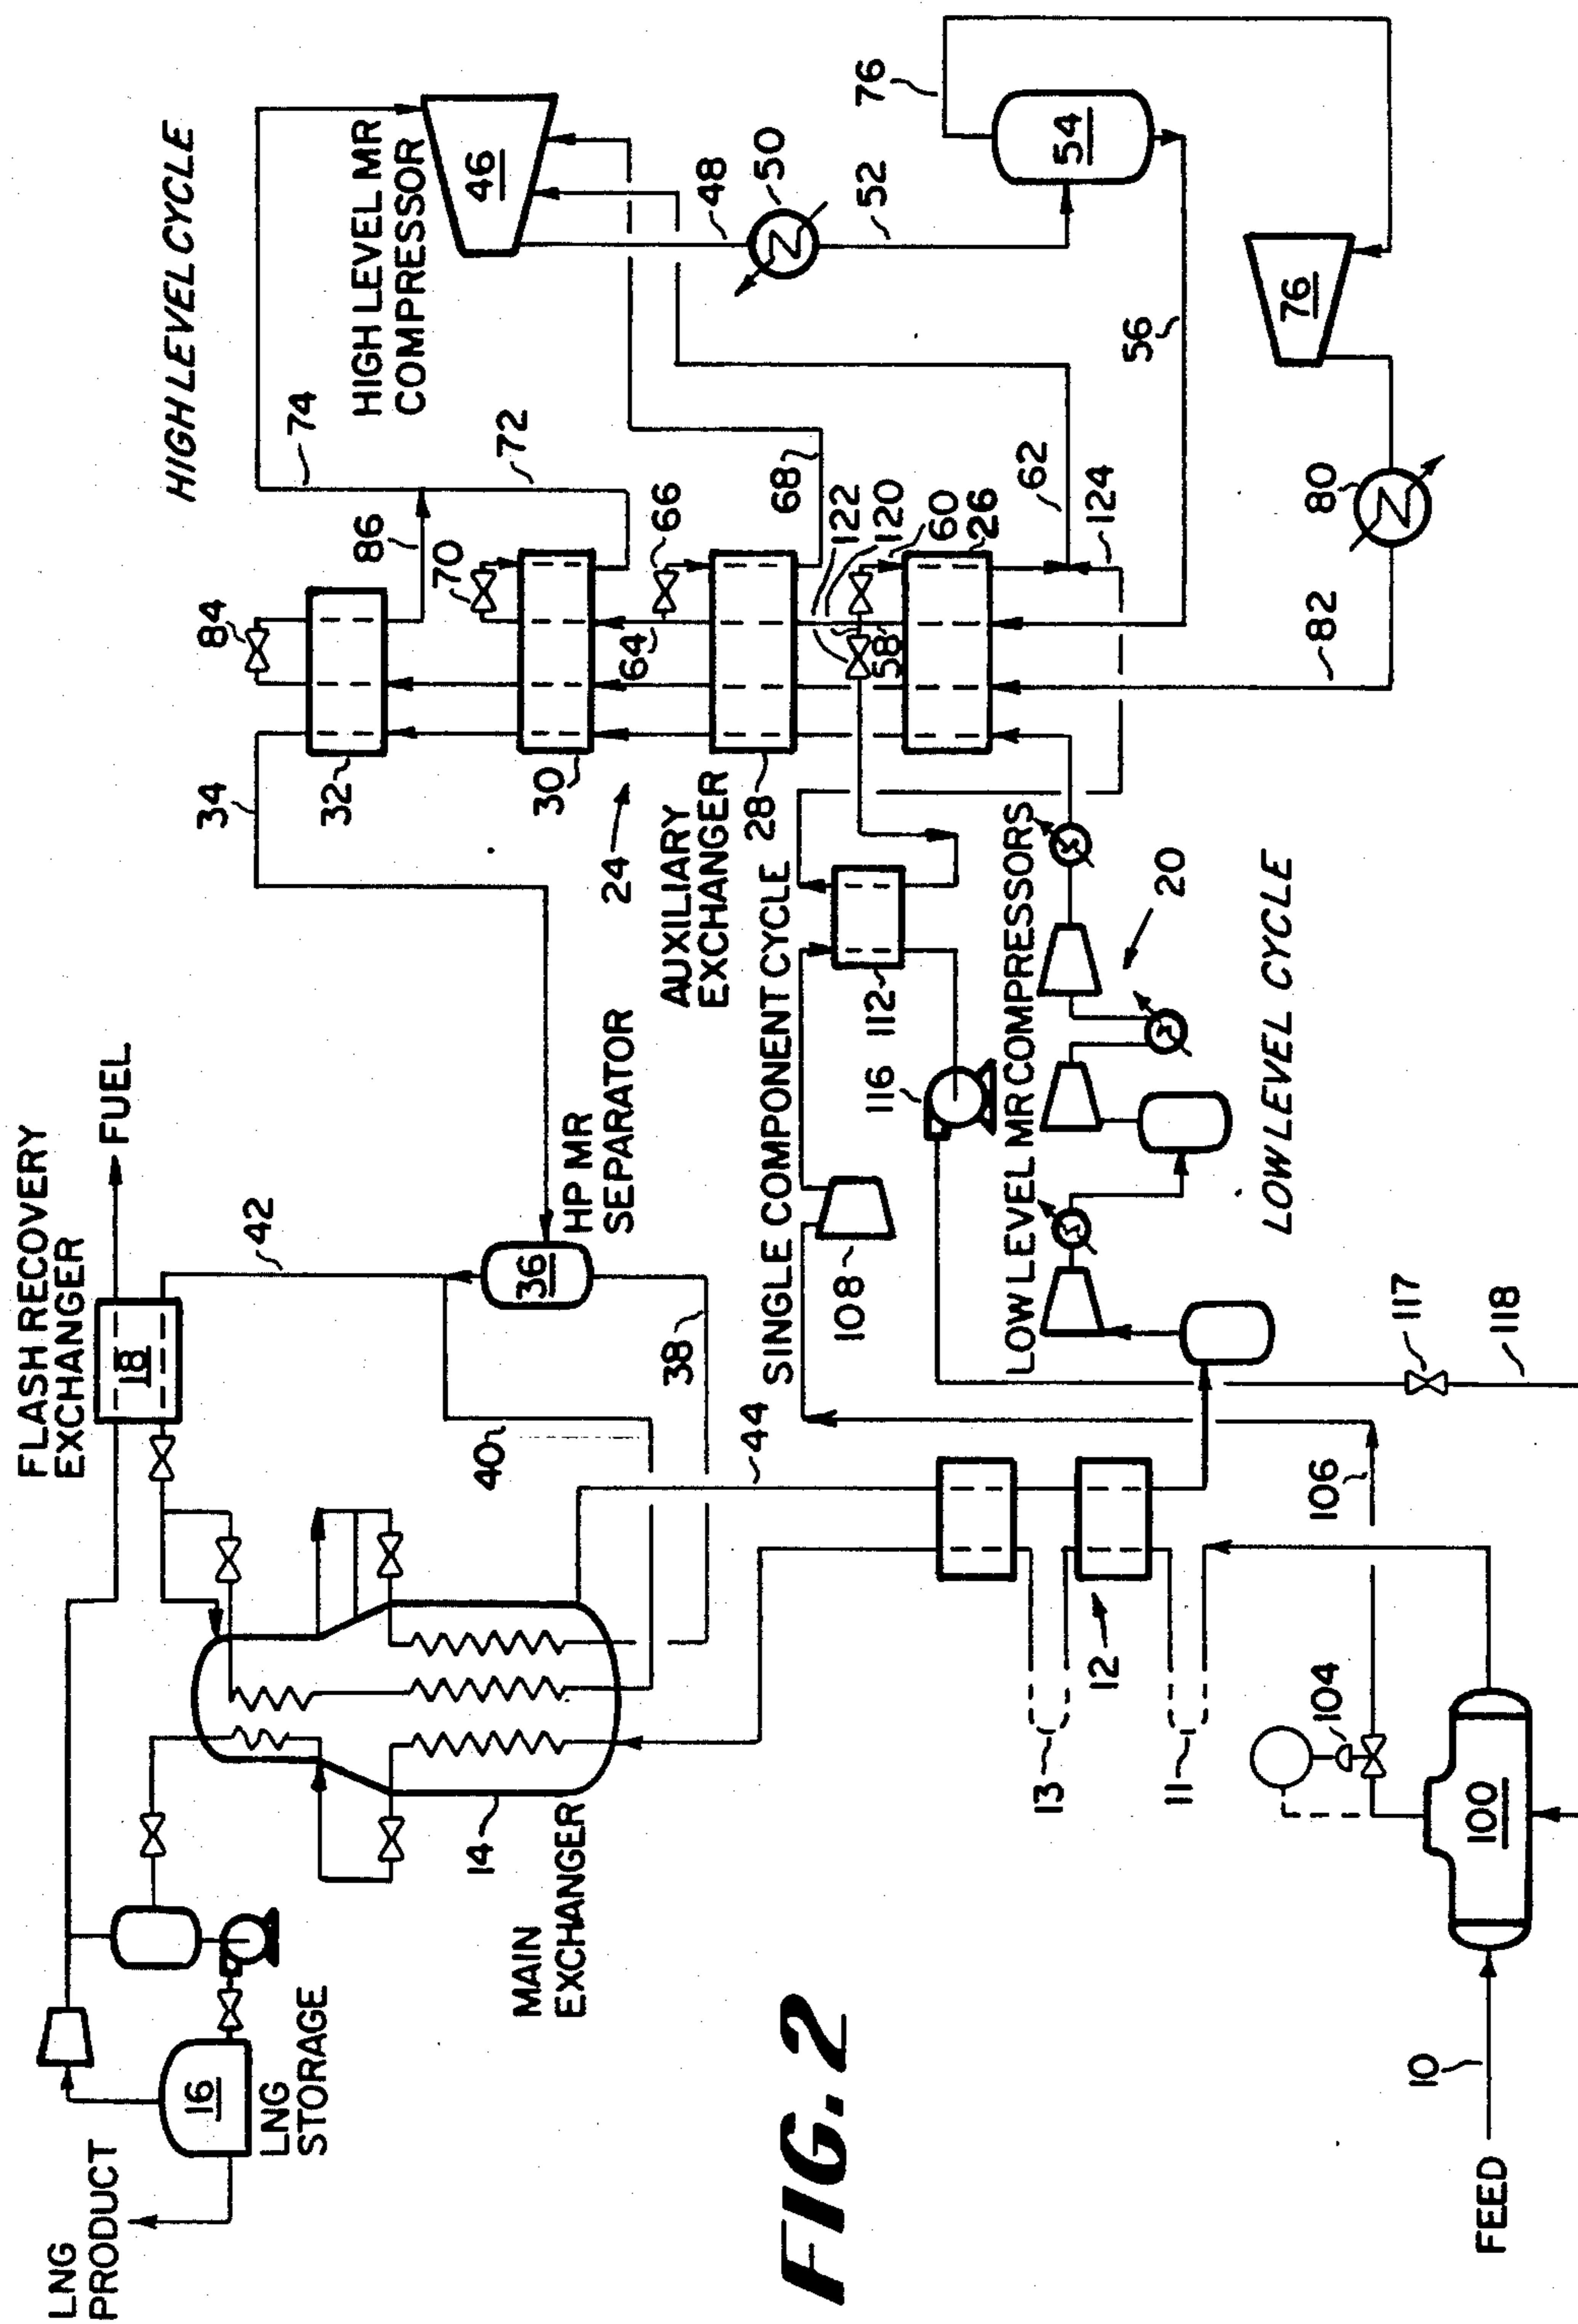 LNG
PRODUCT
16
LNG
STORAGE
FLASH RECOVERY
EXCHANGER
FUEL
18
42
34
HIGH LEVEL CYCLE
84
74
32
86
HIGH LEVEL MR
COMPRESSOR
46
70
72
30
66
64
24
14
MAIN
EXCHANGER
40
36
HP MR
SEPARATOR
38
44
AUXILIARY
EXCHANGER
28
68
48
50
52
SINGLE COMPONENT CYCLE
122
120
58
60
26
62
124
76
54
56
108
112
116
LOW LEVEL MR COMPRESSORS
20
LOW LEVEL CYCLE
76
80
82
13
12
11
104
106
117
118
100
10
FEED
FIG. 2